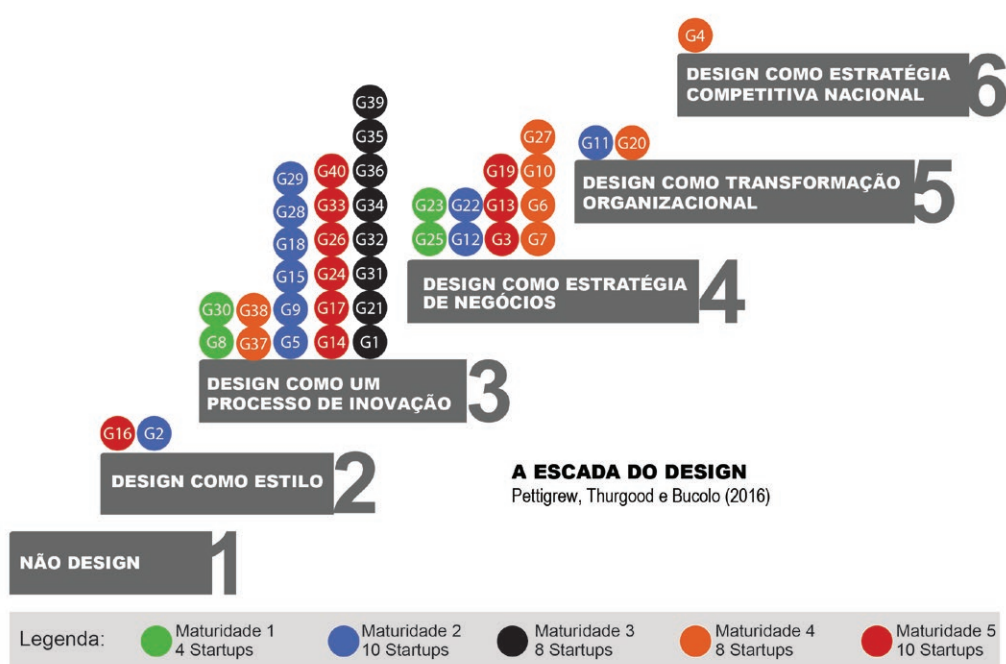 G4
DESIGN COMO ESTRATÉGIA
COMPETITIVA NACIONAL
6
G11 G20
DESIGN COMO TRANSFORMAÇÃO
ORGANIZACIONAL
5
G27
G19 G10
G23 G22 G13 G6
G25 G12 G3 G7
DESIGN COMO ESTRATÉGIA
DE NEGÓCIOS
4
G39
G35
G29 G40 G36
G28 G33 G34
G18 G26 G32
G15 G24 G31
G30 G38 G9 G17 G21
G8 G37 G5 G14 G1
DESIGN COMO UM
PROCESSO DE INOVAÇÃO
3
G16 G2
DESIGN COMO ESTILO
2
A ESCADA DO DESIGN
Pettigrew, Thurgood e Bucolo (2016)
NÃO DESIGN
1
Legenda:
Maturidade 1
4 Startups
Maturidade 2
10 Startups
Maturidade 3
8 Startups
Maturidade 4
8 Startups
Maturidade 5
10 Startups